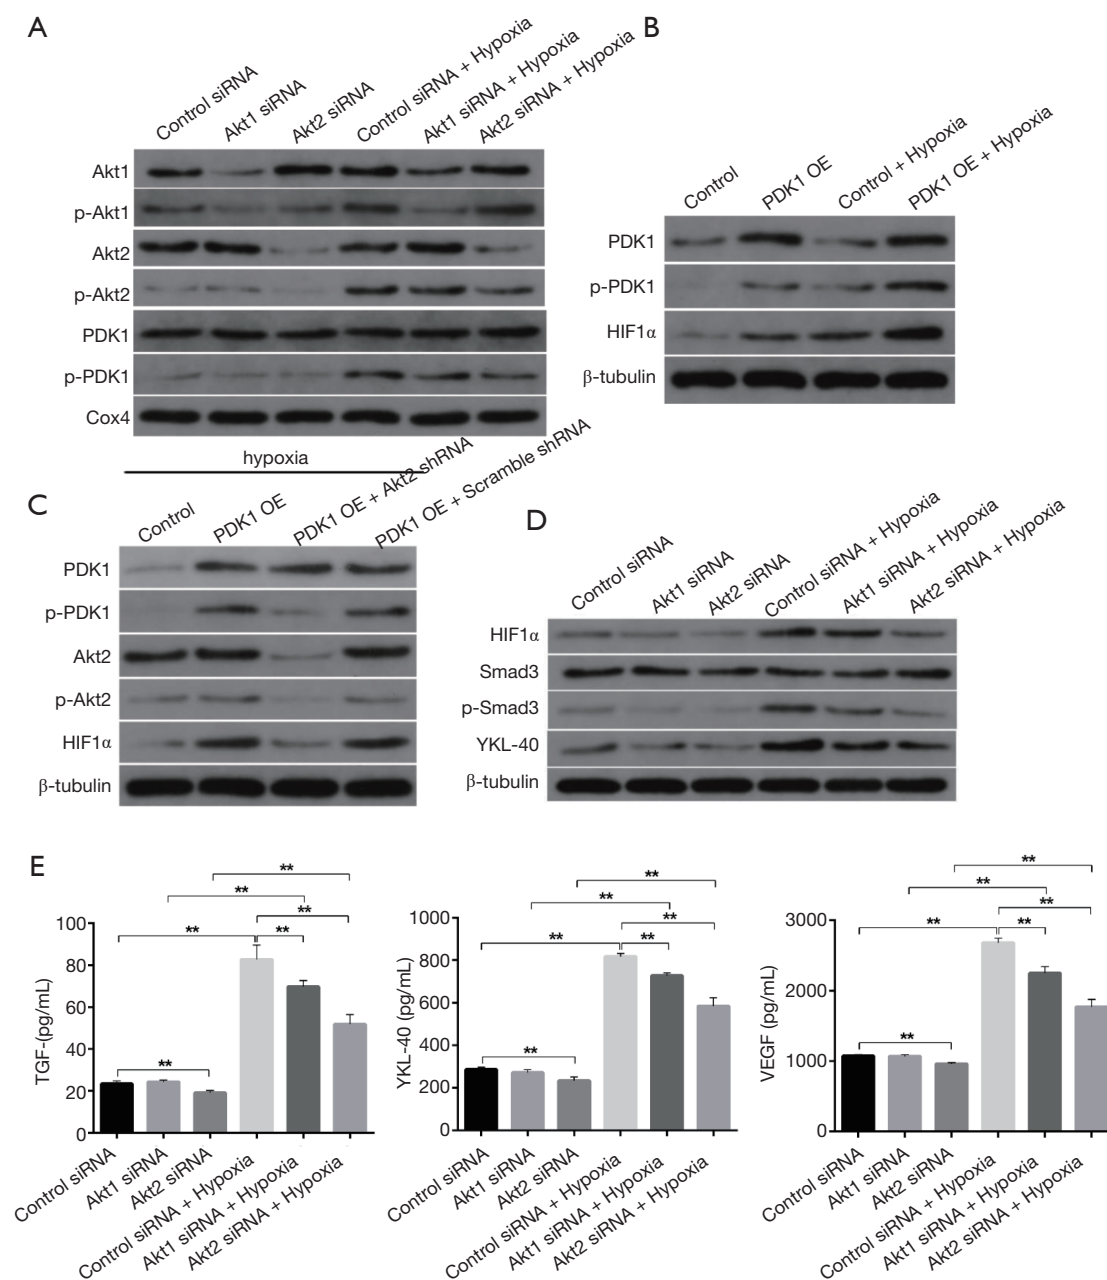 A
Control siRNA
Akt1 siRNA
Akt2 siRNA
Control siRNA + Hypoxia
Akt1 siRNA + Hypoxia
Akt2 siRNA + Hypoxia
Akt1
p-Akt1
Akt2
p-Akt2
PDK1
p-PDK1
Cox4
B
Control
PDK1 OE
Control + Hypoxia
PDK1 OE + Hypoxia
PDK1
p-PDK1
HIF1α
β-tubulin
hypoxia
C
Control
PDK1 OE
PDK1 OE + Akt2 shRNA
PDK1 OE + Scramble shRNA
PDK1
p-PDK1
Akt2
p-Akt2
HIF1α
β-tubulin
D
Control siRNA
Akt1 siRNA
Akt2 siRNA
Control siRNA + Hypoxia
Akt1 siRNA + Hypoxia
Akt2 siRNA + Hypoxia
HIF1α
Smad3
p-Smad3
YKL-40
β-tubulin
E
TGF-(pg/mL)
100
80
60
40
20
0
**
**
**
**
**
**
Control siRNA
Akt1 siRNA
Akt2 siRNA
Control siRNA + Hypoxia
Akt1 siRNA + Hypoxia
Akt2 siRNA + Hypoxia
YKL-40 (pg/mL)
1000
800
600
400
200
0
**
**
**
**
**
**
Control siRNA
Akt1 siRNA
Akt2 siRNA
Control siRNA + Hypoxia
Akt1 siRNA + Hypoxia
Akt2 siRNA + Hypoxia
VEGF (pg/mL)
3000
2000
1000
0
**
**
**
**
**
**
Control siRNA
Akt1 siRNA
Akt2 siRNA
Control siRNA + Hypoxia
Akt1 siRNA + Hypoxia
Akt2 siRNA + Hypoxia